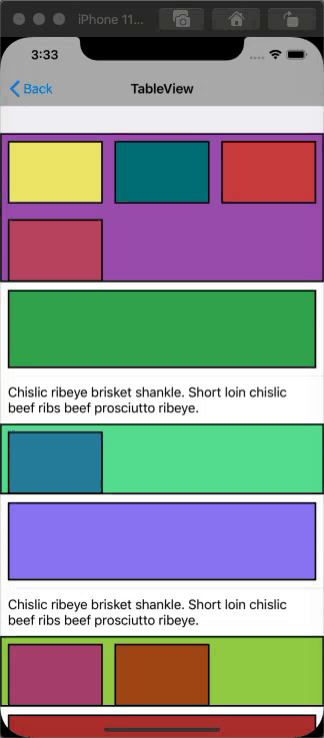 iPhone 11...
3:33
Back
TableView
Chislic ribeye brisket shankle. Short loin chislic
beef ribs beef prosciutto ribeye.
Chislic ribeye brisket shankle. Short loin chislic
beef ribs beef prosciutto ribeye.